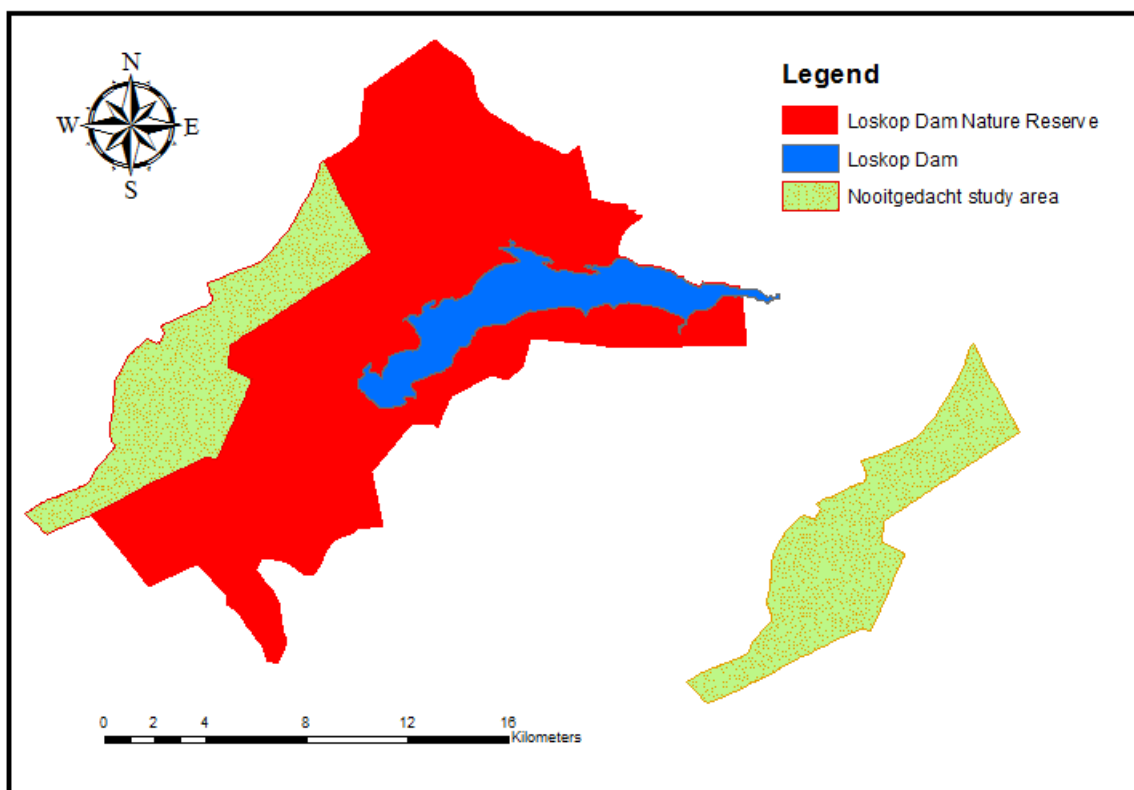 N
W E
S
Legend
Loskop Dam Nature Reserve
Loskop Dam
Nooitgedacht study area
0 2 4 8 12 16
Kilometers